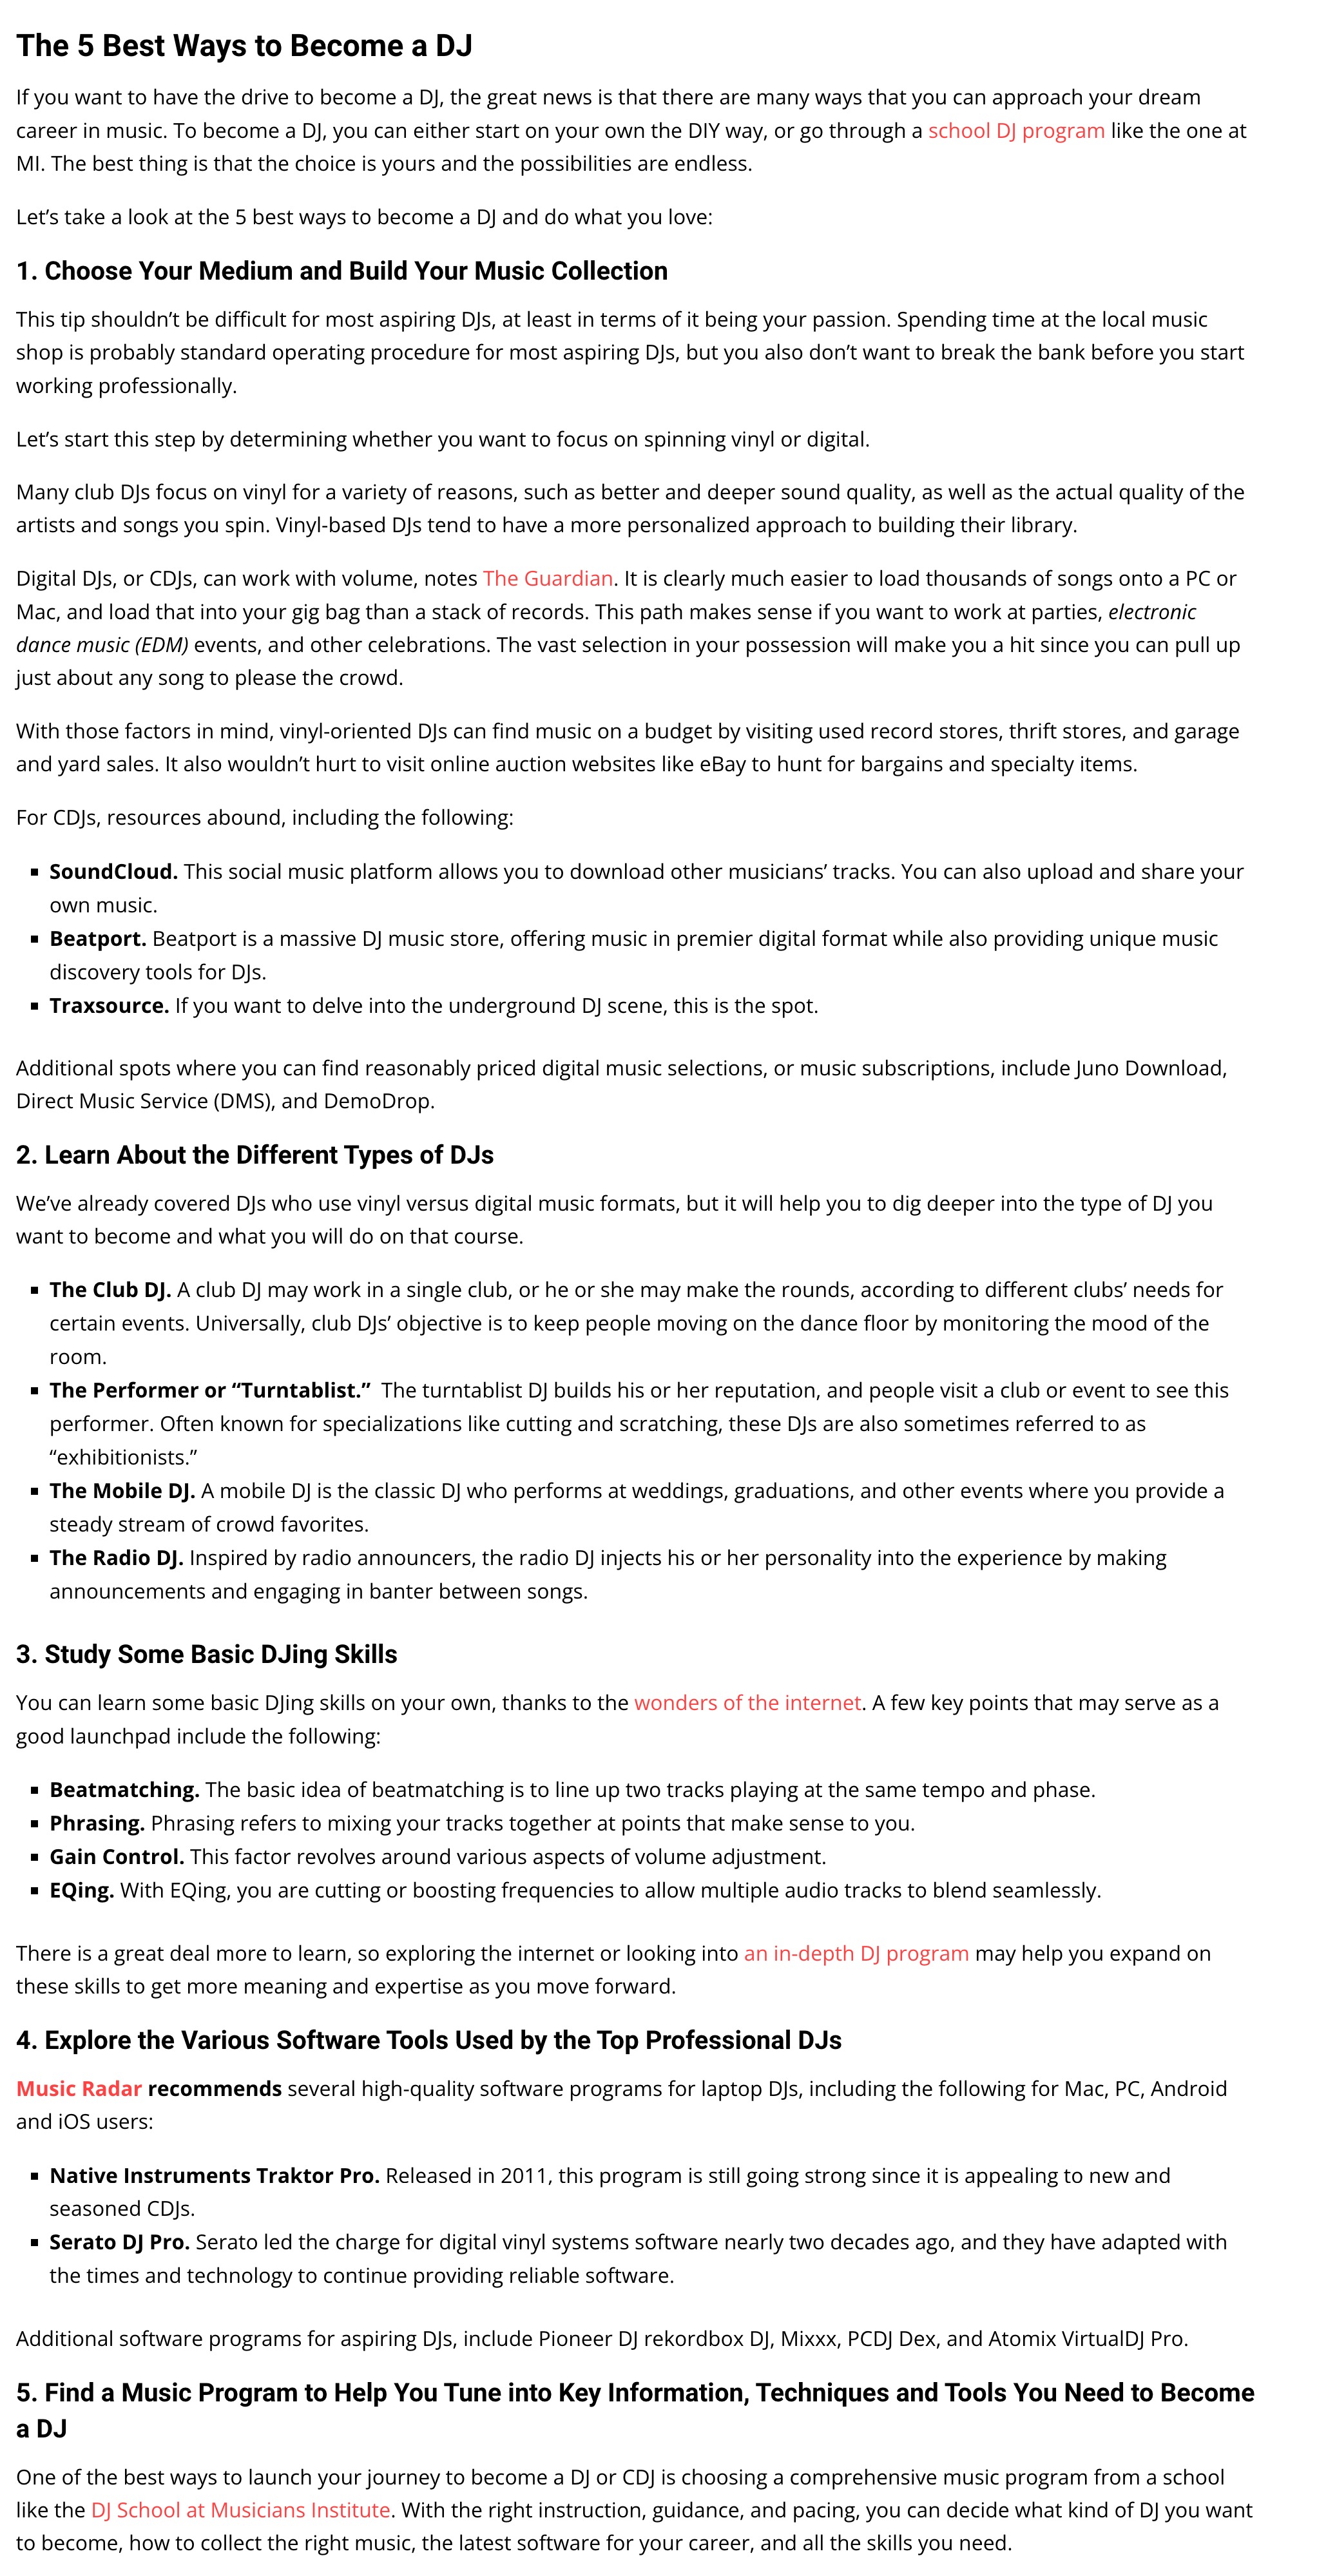 The 5 Best Ways to Become a DJ
If you want to have the drive to become a DJ, the great news is that there are many ways that you can approach your dream
career in music. To become a DJ, you can either start on your own the DIY way, or go through a school DJ program like the one at
MI. The best thing is that the choice is yours and the possibilities are endless.
Let’s take a look at the 5 best ways to become a DJ and do what you love:
1. Choose Your Medium and Build Your Music Collection
This tip shouldn’t be difficult for most aspiring DJs, at least in terms of it being your passion. Spending time at the local music
shop is probably standard operating procedure for most aspiring DJs, but you also don’t want to break the bank before you start
working professionally.
Let’s start this step by determining whether you want to focus on spinning vinyl or digital.
Many club DJs focus on vinyl for a variety of reasons, such as better and deeper sound quality, as well as the actual quality of the
artists and songs you spin. Vinyl-based DJs tend to have a more personalized approach to building their library.
Digital DJs, or CDJs, can work with volume, notes The Guardian. It is clearly much easier to load thousands of songs onto a PC or
Mac, and load that into your gig bag than a stack of records. This path makes sense if you want to work at parties, electronic
dance music (EDM) events, and other celebrations. The vast selection in your possession will make you a hit since you can pull up
just about any song to please the crowd.
With those factors in mind, vinyl-oriented DJs can find music on a budget by visiting used record stores, thrift stores, and garage
and yard sales. It also wouldn’t hurt to visit online auction websites like eBay to hunt for bargains and specialty items.
For CDJs, resources abound, including the following:
▪ SoundCloud. This social music platform allows you to download other musicians’ tracks. You can also upload and share your
own music.
▪ Beatport. Beatport is a massive DJ music store, offering music in premier digital format while also providing unique music
discovery tools for DJs.
▪ Traxsource. If you want to delve into the underground DJ scene, this is the spot.
Additional spots where you can find reasonably priced digital music selections, or music subscriptions, include Juno Download,
Direct Music Service (DMS), and DemoDrop.
2. Learn About the Different Types of DJs
We’ve already covered DJs who use vinyl versus digital music formats, but it will help you to dig deeper into the type of DJ you
want to become and what you will do on that course.
▪ The Club DJ. A club DJ may work in a single club, or he or she may make the rounds, according to different clubs’ needs for
certain events. Universally, club DJs’ objective is to keep people moving on the dance floor by monitoring the mood of the
room.
▪ The Performer or “Turntablist.”  The turntablist DJ builds his or her reputation, and people visit a club or event to see this
performer. Often known for specializations like cutting and scratching, these DJs are also sometimes referred to as
“exhibitionists.”
▪ The Mobile DJ. A mobile DJ is the classic DJ who performs at weddings, graduations, and other events where you provide a
steady stream of crowd favorites.
▪ The Radio DJ. Inspired by radio announcers, the radio DJ injects his or her personality into the experience by making
announcements and engaging in banter between songs.
3. Study Some Basic DJing Skills
You can learn some basic DJing skills on your own, thanks to the wonders of the internet. A few key points that may serve as a
good launchpad include the following:
▪ Beatmatching. The basic idea of beatmatching is to line up two tracks playing at the same tempo and phase.
▪ Phrasing. Phrasing refers to mixing your tracks together at points that make sense to you.
▪ Gain Control. This factor revolves around various aspects of volume adjustment.
▪ EQing. With EQing, you are cutting or boosting frequencies to allow multiple audio tracks to blend seamlessly.
There is a great deal more to learn, so exploring the internet or looking into an in-depth DJ program may help you expand on
these skills to get more meaning and expertise as you move forward.
4. Explore the Various Software Tools Used by the Top Professional DJs
Music Radar recommends several high-quality software programs for laptop DJs, including the following for Mac, PC, Android
and iOS users:
▪ Native Instruments Traktor Pro. Released in 2011, this program is still going strong since it is appealing to new and
seasoned CDJs.
▪ Serato DJ Pro. Serato led the charge for digital vinyl systems software nearly two decades ago, and they have adapted with
the times and technology to continue providing reliable software.
Additional software programs for aspiring DJs, include Pioneer DJ rekordbox DJ, Mixxx, PCDJ Dex, and Atomix VirtualDJ Pro.
5. Find a Music Program to Help You Tune into Key Information, Techniques and Tools You Need to Become
a DJ
One of the best ways to launch your journey to become a DJ or CDJ is choosing a comprehensive music program from a school
like the DJ School at Musicians Institute. With the right instruction, guidance, and pacing, you can decide what kind of DJ you want
to become, how to collect the right music, the latest software for your career, and all the skills you need.